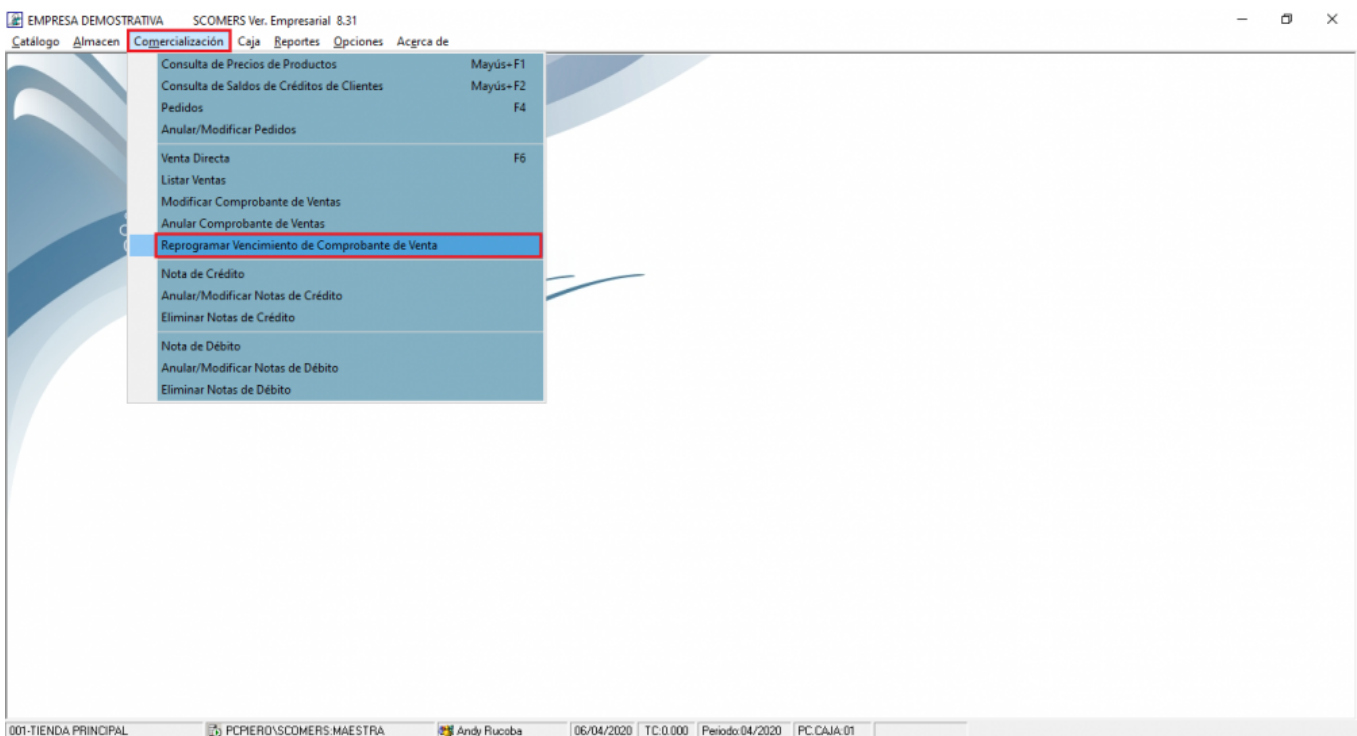 EMPRESA DEMOSTRATIVA SCOMERS Ver. Empresarial 8.31
Catálogo Almacen Comercialización Caja Reportes Opciones Acerca de
Consulta de Precios de Productos Mayús+F1
Consulta de Saldos de Créditos de Clientes Mayús+F2
Pedidos F4
Anular/Modificar Pedidos
Venta Directa F6
Listar Ventas
Modificar Comprobante de Ventas
Anular Comprobante de Ventas
Reprogramar Vencimiento de Comprobante de Venta
Nota de Crédito
Anular/Modificar Notas de Crédito
Eliminar Notas de Crédito
Nota de Débito
Anular/Modificar Notas de Débito
Eliminar Notas de Débito
001-TIENDA PRINCIPAL PCPIERO\SCOMERS:MAESTRA Andy Rucoba 06/04/2020 TC:0.000 Periodo:04/2020 PC.CAJA:01